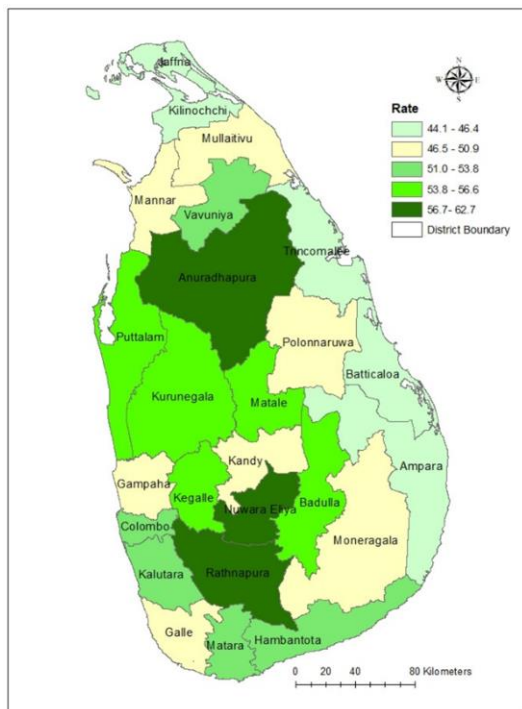 Jaffna
Kilinochchi
Mullaitivu
Mannar
Vavuniya
Anuradhapura
Trincomalee
Puttalam
Polonnaruwa
Batticaloa
Kurunegala
Matale
Kandy
Ampara
Gampaha
Kegalle
Nuwara Eliya
Badulla
Colombo
Moneragala
Kalutara
Rathnapura
Galle
Matara
Hambantota
N
W
E
S
Rate
44.1 - 46.4
46.5 - 50.9
51.0 - 53.8
53.8 - 56.6
56.7- 62.7
District Boundary
0 20 40 80 Kilometers